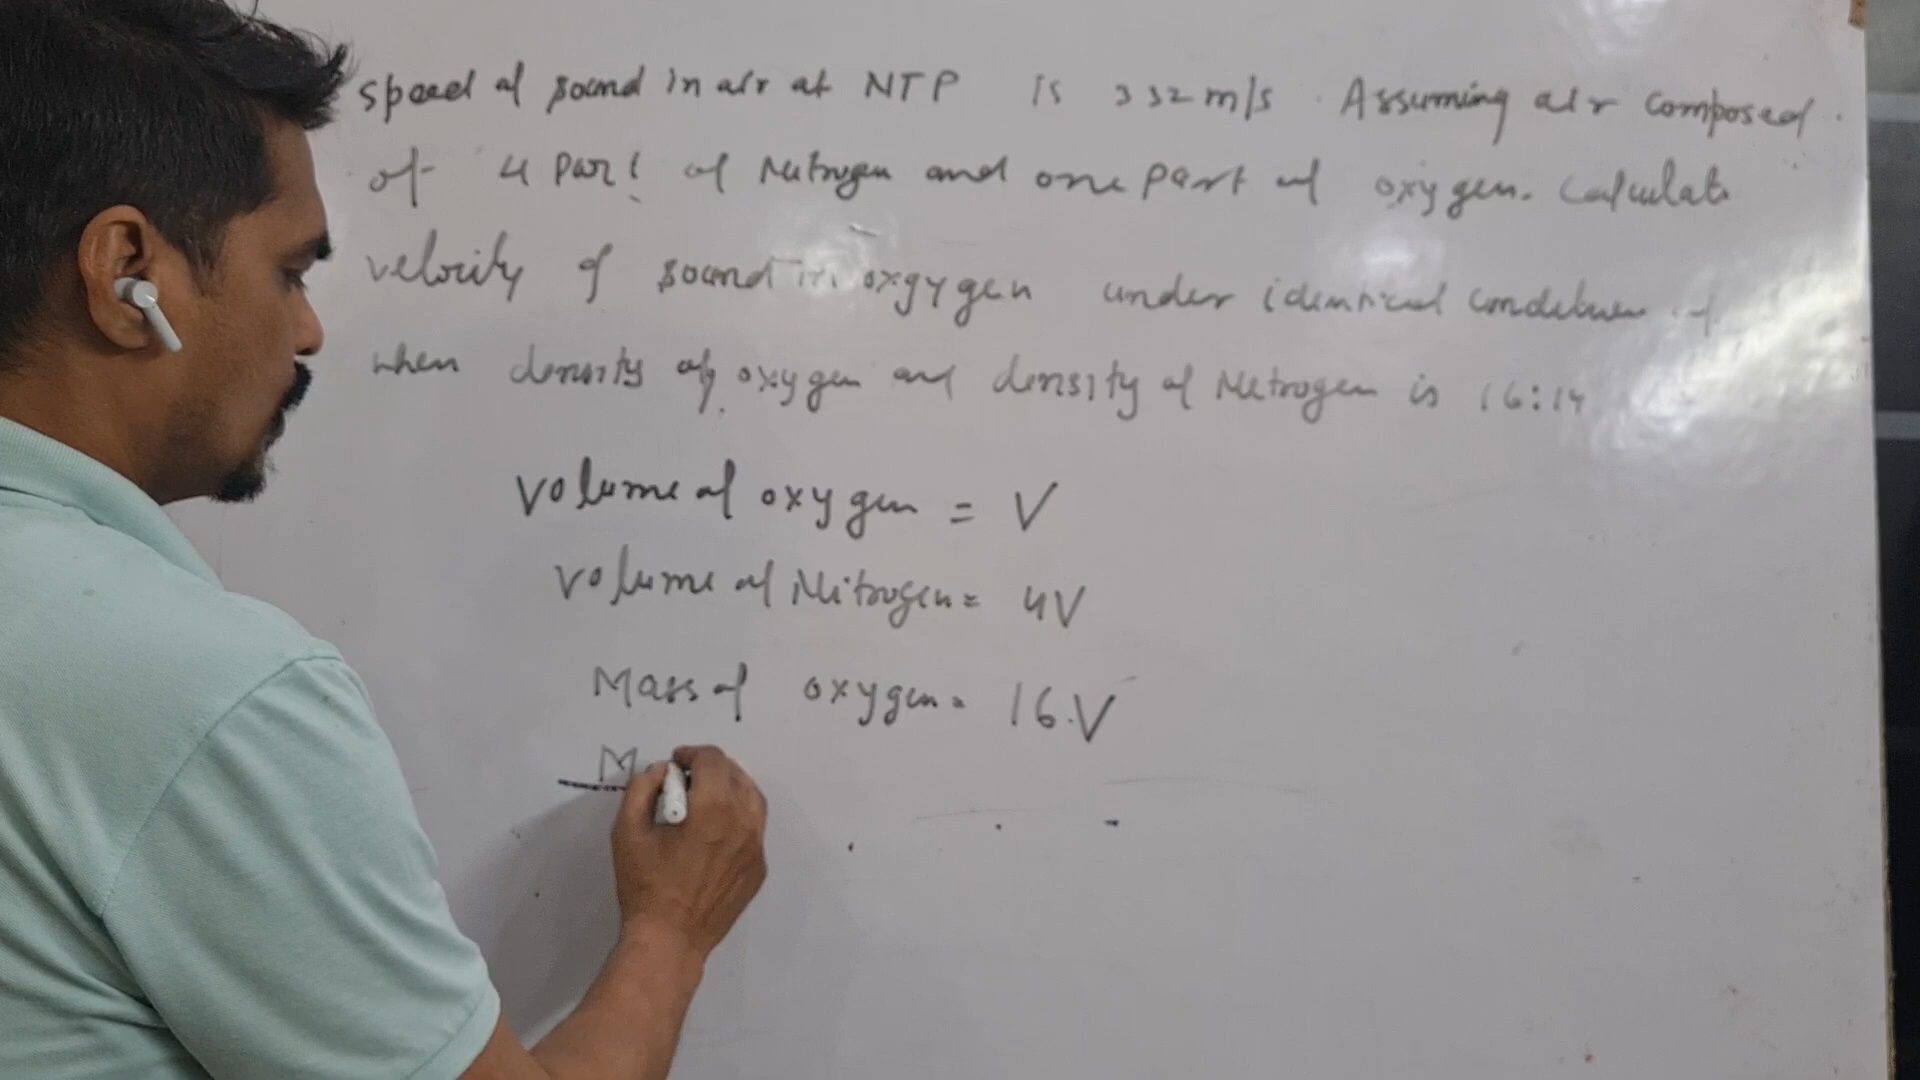 speed of sound in air at NTP is 332 m/s. Assuming air composed
of 4 part of Nitrogen and one part of oxygen. Calculate
velocity of sound in oxgygen under identical condition of
when density of oxygen and density of Nitrogen is 16:14
volume of oxygen = V
volume of Nitrogen = 4V
Mass of oxygen = 16.V
M